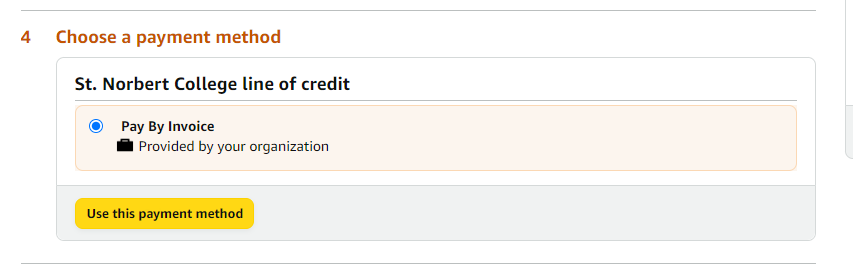 4 Choose a payment method
St. Norbert College line of credit
Pay By Invoice
Provided by your organization
Use this payment method